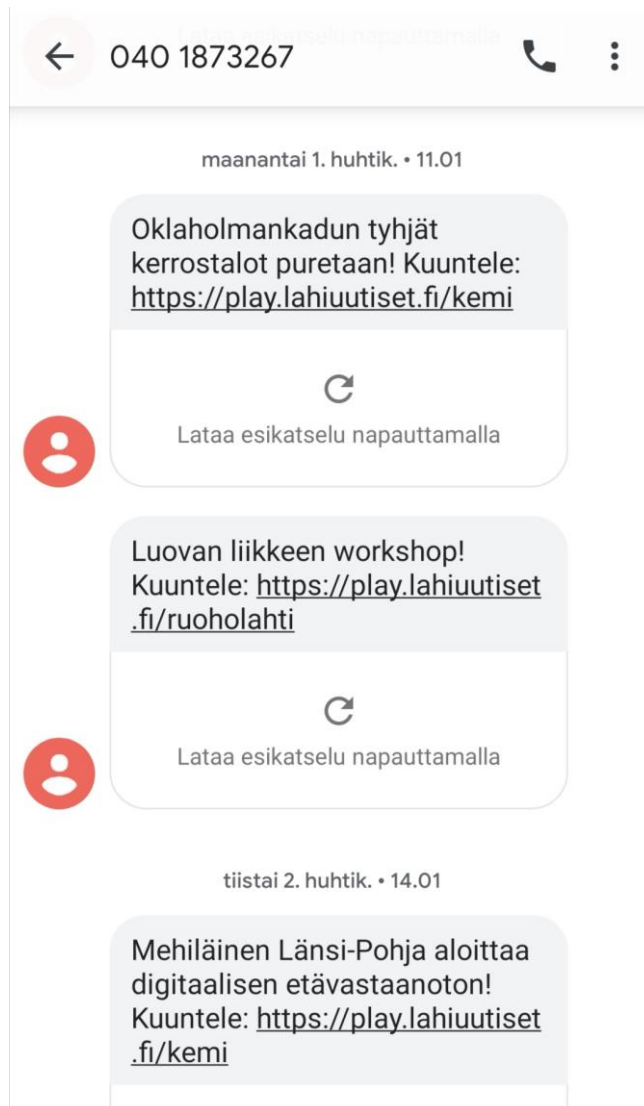 Lataa esikatselu napauttamalla
040 1873267
maanantai 1. huhtik. • 11.01
Oklaholmankadun tyhjät
kerrostalot puretaan! Kuuntele:
https://play.lahiuutiset.fi/kemi
Lataa esikatselu napauttamalla
Luovan liikkeen workshop!
Kuuntele: https://play.lahiuutiset
.fi/ruoholahti
Lataa esikatselu napauttamalla
tiistai 2. huhtik. • 14.01
Mehiläinen Länsi-Pohja aloittaa
digitaalisen etävastaanoton!
Kuuntele: https://play.lahiuutiset
.fi/kemi